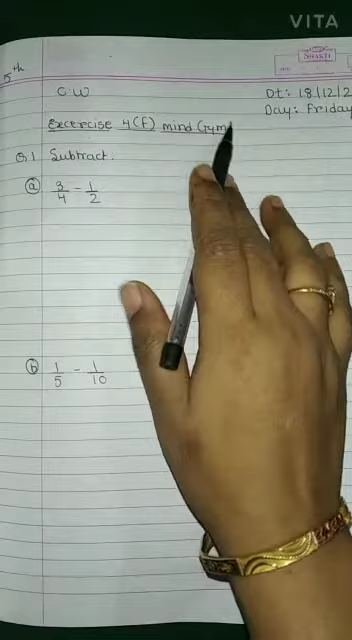 VITA
SHAKTI
5th
C.W
Dt: 18/12/2
Day: Friday
Excercise 4(F) mind Gym
Q.1 Subtract.
(a) 3/4 - 1/2
(b) 1/5 - 1/10